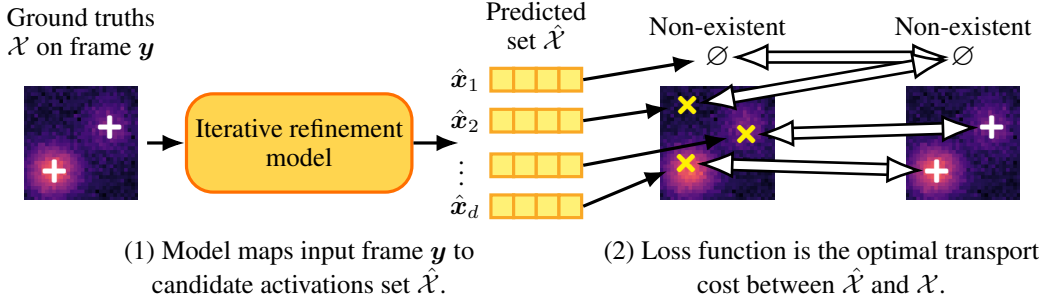 Ground truths
𝒳 on frame 𝒚
Iterative refinement
model
Predicted
set 𝒳̂
x̂₁
x̂₂
⋮
x̂_d
Non-existent
∅
Non-existent
∅
(1) Model maps input frame 𝒚 to
candidate activations set 𝒳̂.
(2) Loss function is the optimal transport
cost between 𝒳̂ and 𝒳.